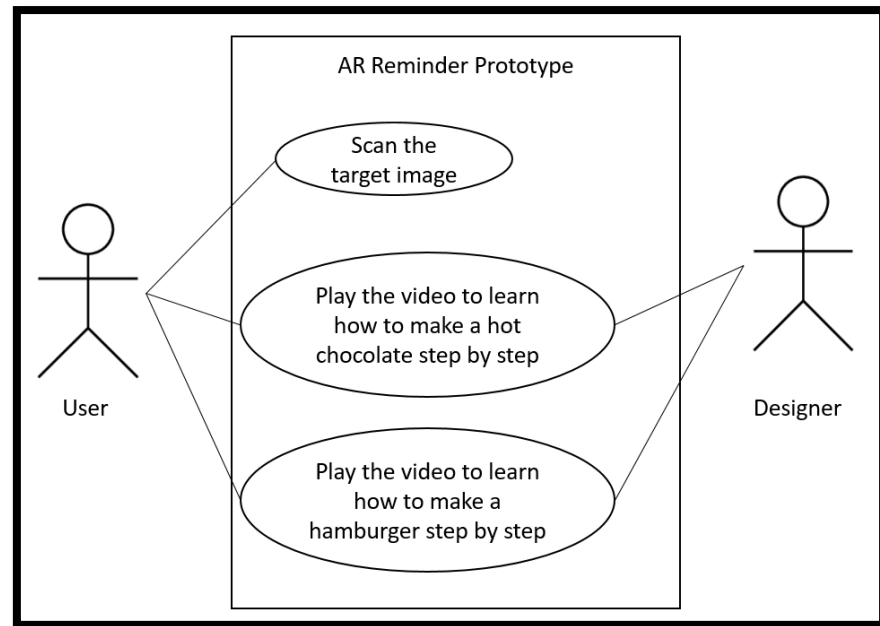 AR Reminder Prototype
Scan the
target image
Play the video to learn
how to make a hot
chocolate step by step
User
Designer
Play the video to learn
how to make a
hamburger step by step